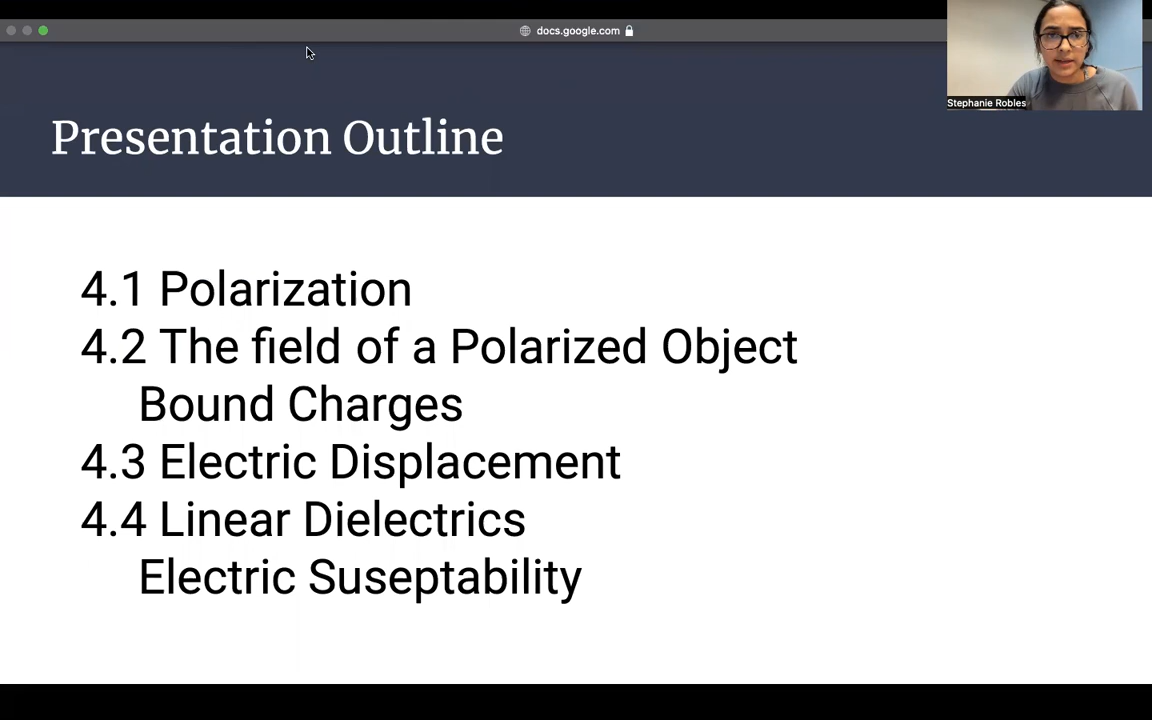 docs.google.com
Stephanie Robles
Presentation Outline
4.1 Polarization
4.2 The field of a Polarized Object
Bound Charges
4.3 Electric Displacement
4.4 Linear Dielectrics
Electric Suseptability